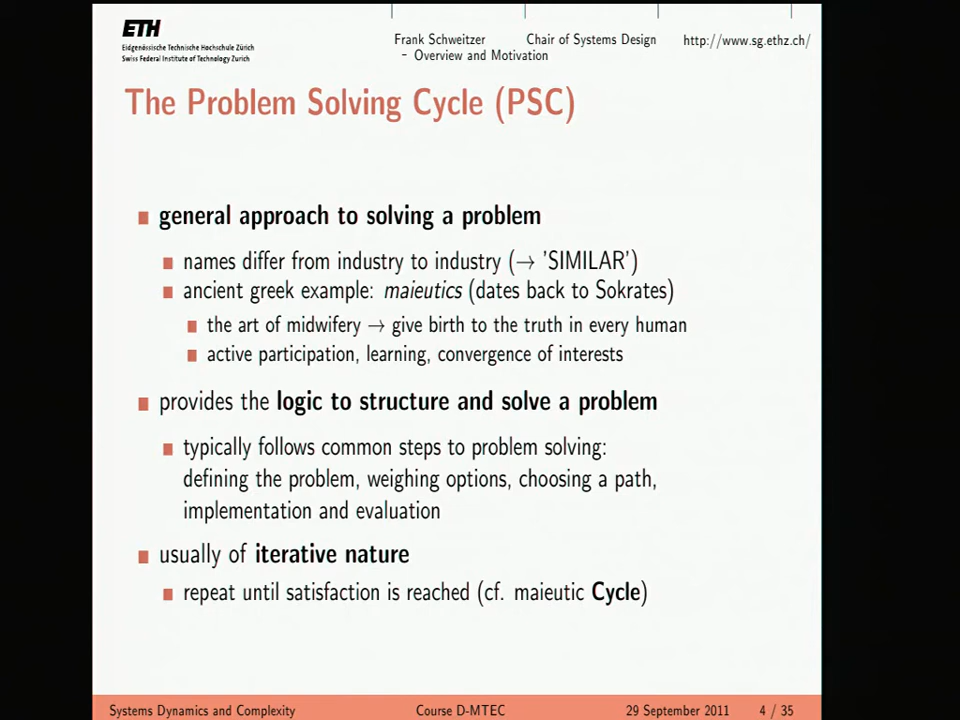 ETH
Eidgenössische Technische Hochschule Zürich
Swiss Federal Institute of Technology Zurich
Frank Schweitzer Chair of Systems Design http://www.sg.ethz.ch/
– Overview and Motivation
The Problem Solving Cycle (PSC)
general approach to solving a problem
names differ from industry to industry (→ 'SIMILAR')
ancient greek example: maieutics (dates back to Sokrates)
the art of midwifery → give birth to the truth in every human
active participation, learning, convergence of interests
provides the logic to structure and solve a problem
typically follows common steps to problem solving:
defining the problem, weighing options, choosing a path,
implementation and evaluation
usually of iterative nature
repeat until satisfaction is reached (cf. maieutic Cycle)
Systems Dynamics and Complexity Course D-MTEC 29 September 2011 4 / 35